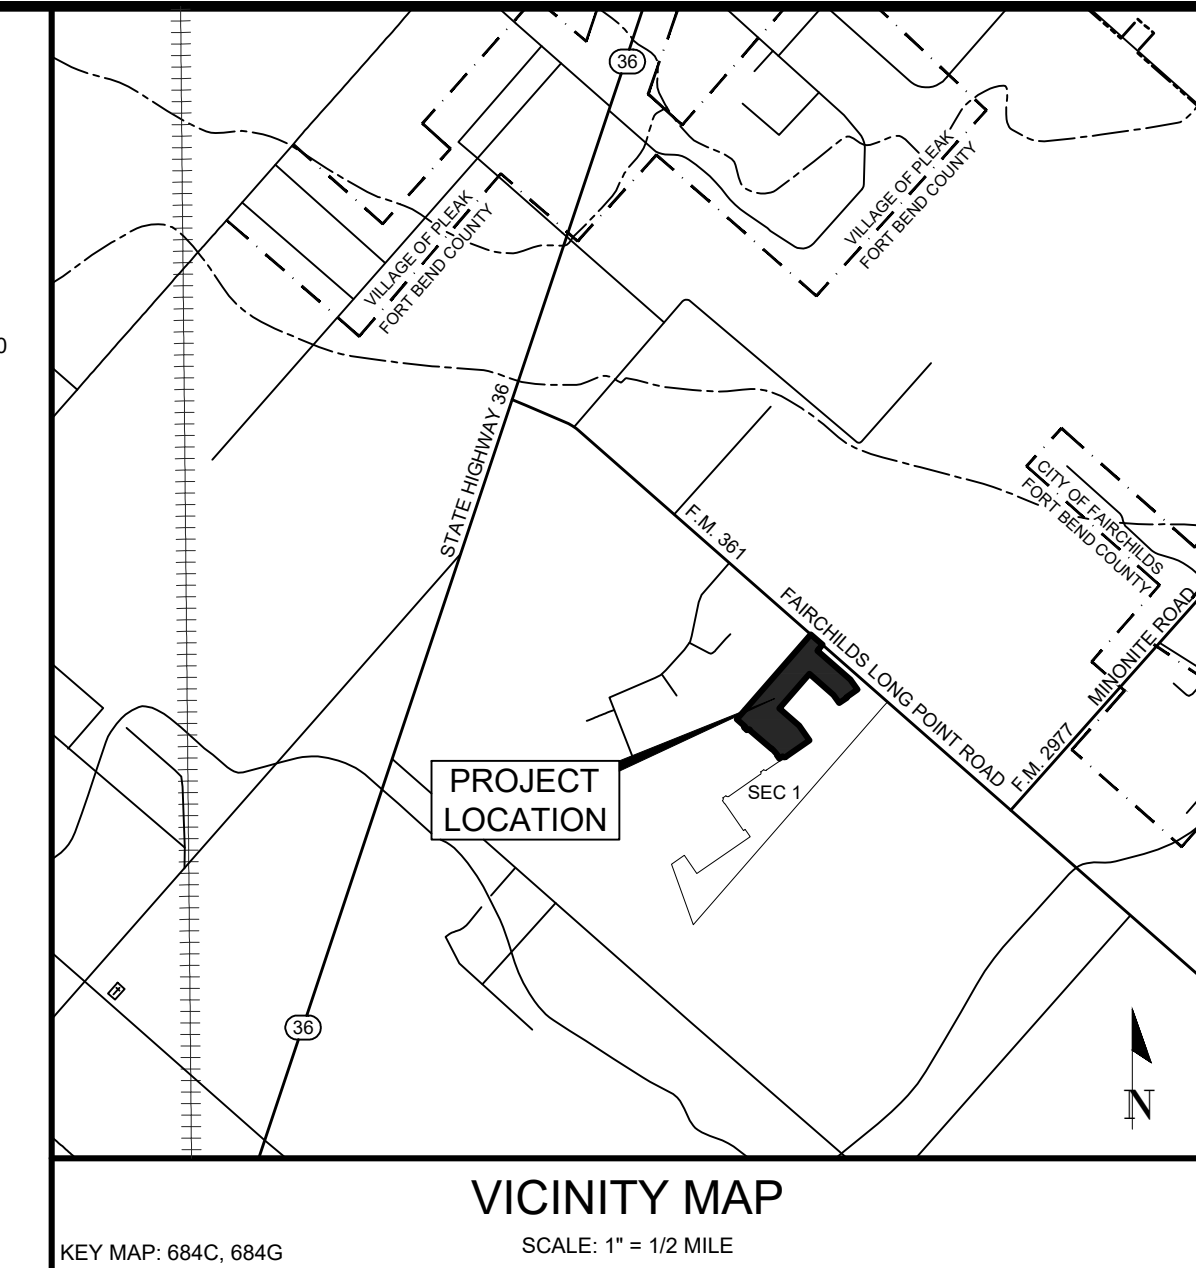 36
VILLAGE OF PLEAK
FORT BEND COUNTY
VILLAGE OF PLEAK
FORT BEND COUNTY
0
STATE HIGHWAY 36
CITY OF FAIRCHILDS
FORT BEND COUNTY
F.M. 361
FAIRCHILDS LONG POINT ROAD
MINONITE ROAD
F.M. 2977
PROJECT
LOCATION
SEC 1
36
N
VICINITY MAP
SCALE: 1" = 1/2 MILE
KEY MAP: 684C, 684G